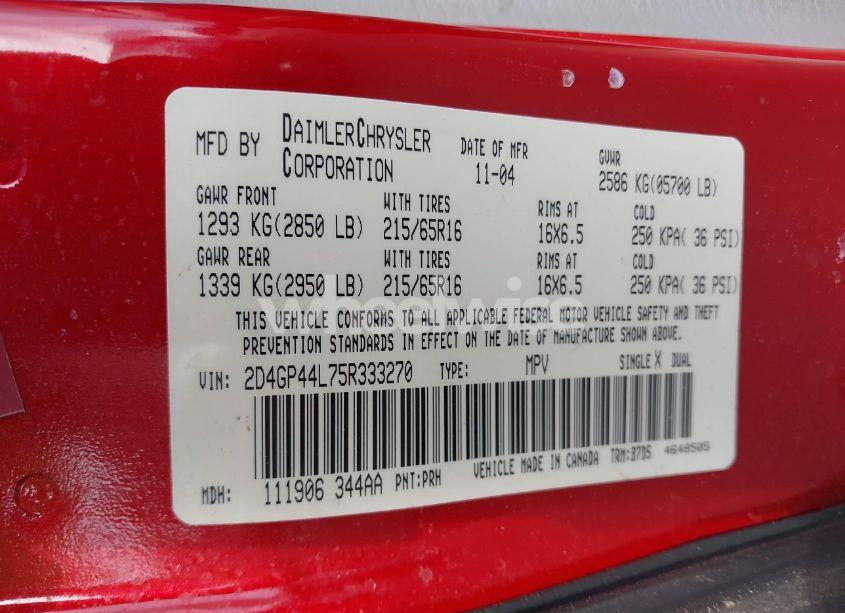 MFD BY DAIMLERCHRYSLER CORPORATION DATE OF MFR 11-04 GVWR 2586 KG(05700 LB)
GAWR FRONT WITH TIRES RIMS AT COLD
1293 KG(2850 LB) 215/65R16 16X6.5 250 KPA( 36 PSI)
GAWR REAR WITH TIRES RIMS AT COLD
1339 KG(2950 LB) 215/65R16 16X6.5 250 KPA( 36 PSI)
wheelwise
THIS VEHICLE CONFORMS TO ALL APPLICABLE FEDERAL MOTOR VEHICLE SAFETY AND THEFT
PREVENTION STANDARDS IN EFFECT ON THE DATE OF MANUFACTURE SHOWN ABOVE.
VIN: 2D4GP44L75R333270 TYPE: MPV SINGLE X DUAL
MDH: 111906 344AA PNT:PRH VEHICLE MADE IN CANADA TRM:B7D5 4648505